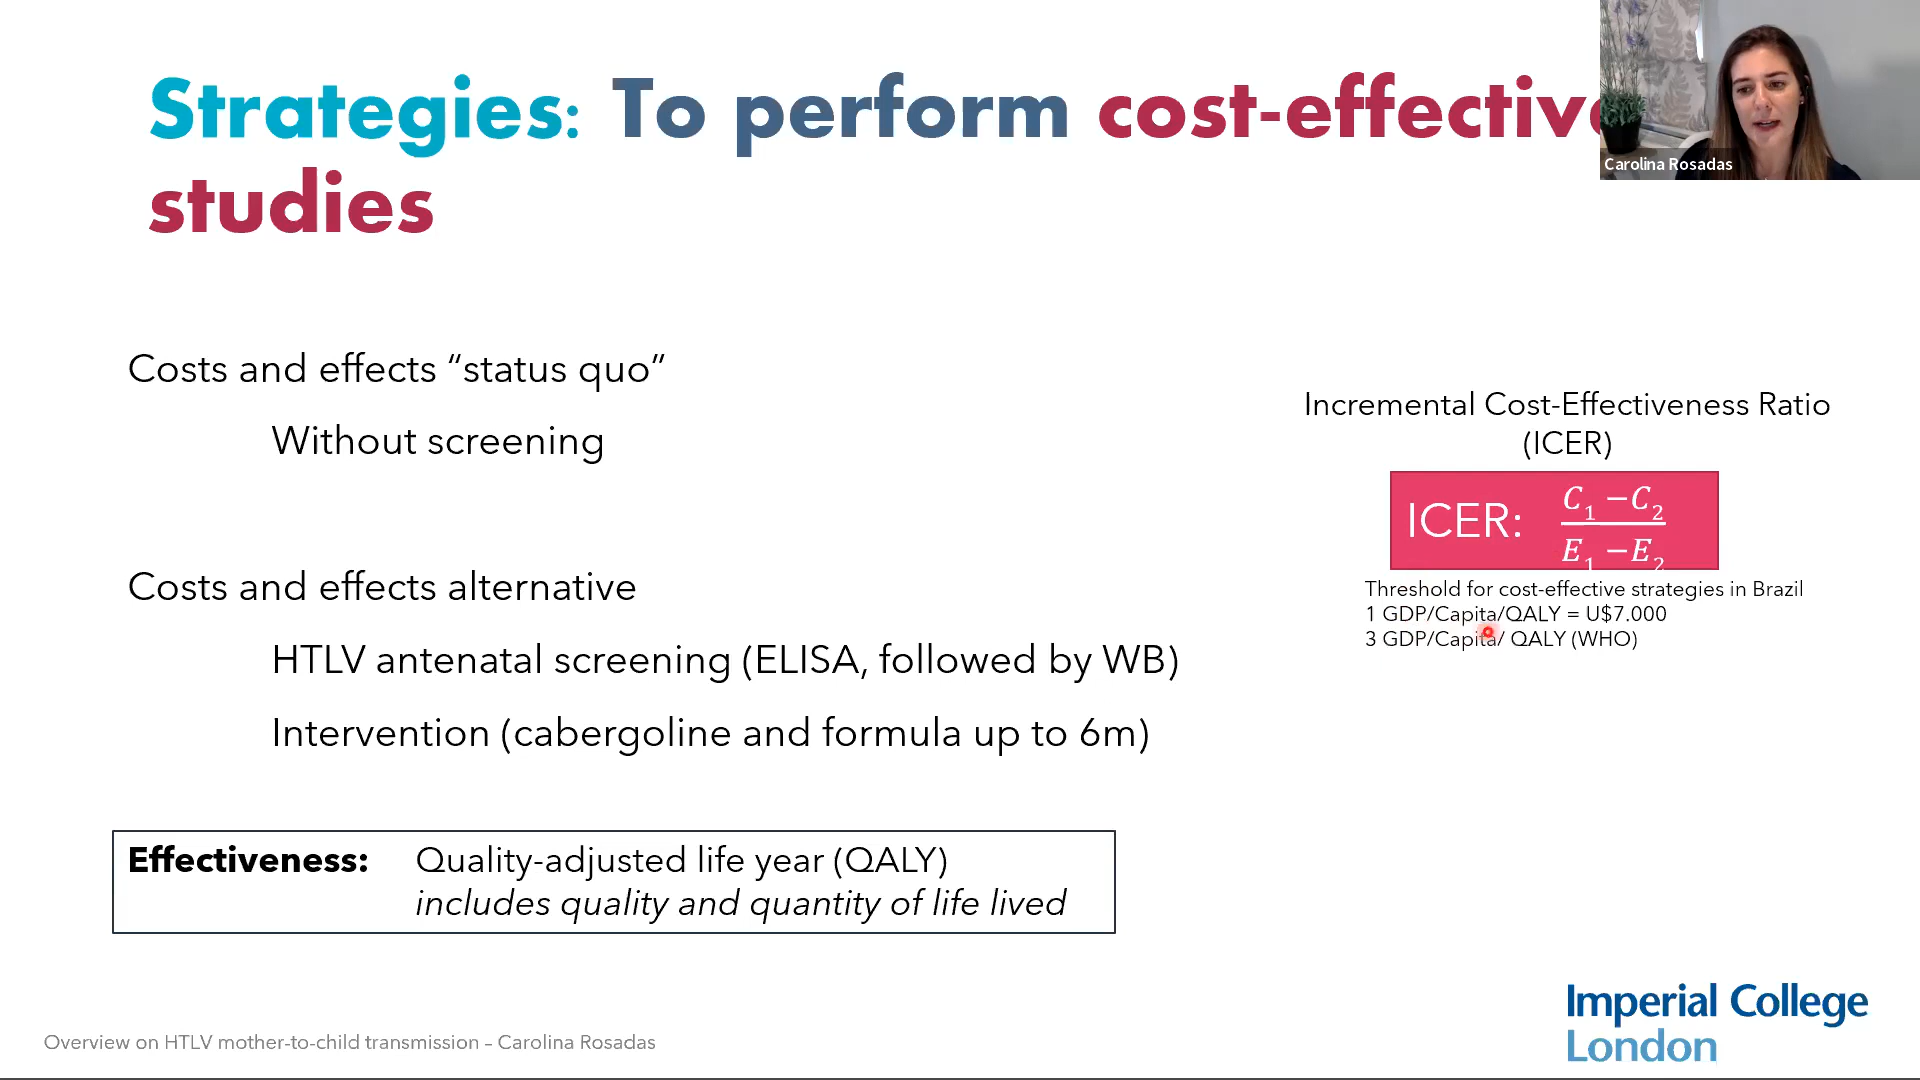 Strategies: To perform cost-effectiv
studies
Carolina Rosadas
Costs and effects “status quo”
Without screening
Costs and effects alternative
HTLV antenatal screening (ELISA, followed by WB)
Intervention (cabergoline and formula up to 6m)
Incremental Cost-Effectiveness Ratio
(ICER)
ICER: C₁ −C₂
E₁ −E₂
Threshold for cost-effective strategies in Brazil
1 GDP/Capita/QALY = U$7.000
3 GDP/Capita/ QALY (WHO)
Effectiveness: Quality-adjusted life year (QALY)
includes quality and quantity of life lived
Overview on HTLV mother-to-child transmission – Carolina Rosadas
Imperial College
London